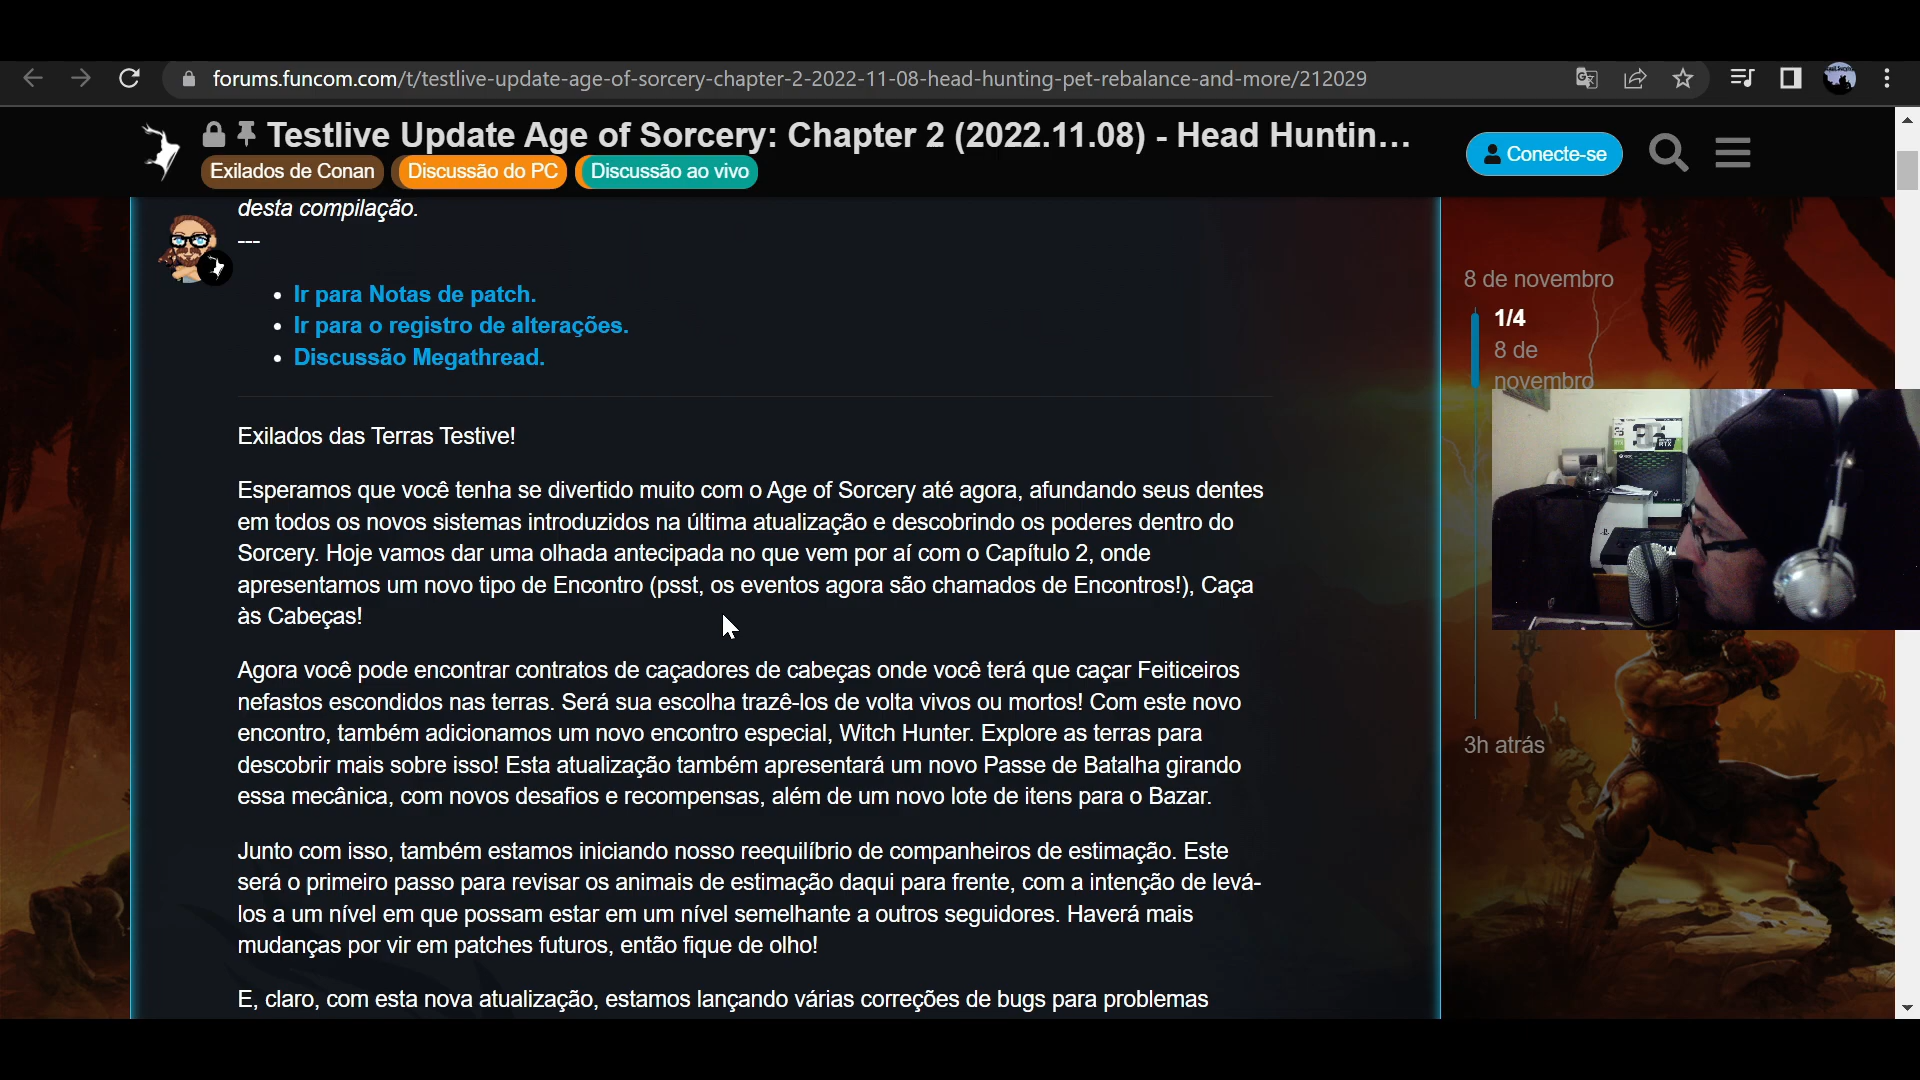 forums.funcom.com/t/testlive-update-age-of-sorcery-chapter-2-2022-11-08-head-hunting-pet-rebalance-and-more/212029
Testlive Update Age of Sorcery: Chapter 2 (2022.11.08) - Head Huntin...
Exilados de Conan
Discussão do PC
Discussão ao vivo
Conecte-se
desta compilação.
---
Ir para Notas de patch.
Ir para o registro de alterações.
Discussão Megathread.
Exilados das Terras Testive!
Esperamos que você tenha se divertido muito com o Age of Sorcery até agora, afundando seus dentes
em todos os novos sistemas introduzidos na última atualização e descobrindo os poderes dentro do
Sorcery. Hoje vamos dar uma olhada antecipada no que vem por aí com o Capítulo 2, onde
apresentamos um novo tipo de Encontro (psst, os eventos agora são chamados de Encontros!), Caça
às Cabeças!
Agora você pode encontrar contratos de caçadores de cabeças onde você terá que caçar Feiticeiros
nefastos escondidos nas terras. Será sua escolha trazê-los de volta vivos ou mortos! Com este novo
encontro, também adicionamos um novo encontro especial, Witch Hunter. Explore as terras para
descobrir mais sobre isso! Esta atualização também apresentará um novo Passe de Batalha girando
essa mecânica, com novos desafios e recompensas, além de um novo lote de itens para o Bazar.
Junto com isso, também estamos iniciando nosso reequilíbrio de companheiros de estimação. Este
será o primeiro passo para revisar os animais de estimação daqui para frente, com a intenção de levá-
los a um nível em que possam estar em um nível semelhante a outros seguidores. Haverá mais
mudanças por vir em patches futuros, então fique de olho!
E, claro, com esta nova atualização, estamos lançando várias correções de bugs para problemas
8 de novembro
1/4
8 de
novembro
3h atrás